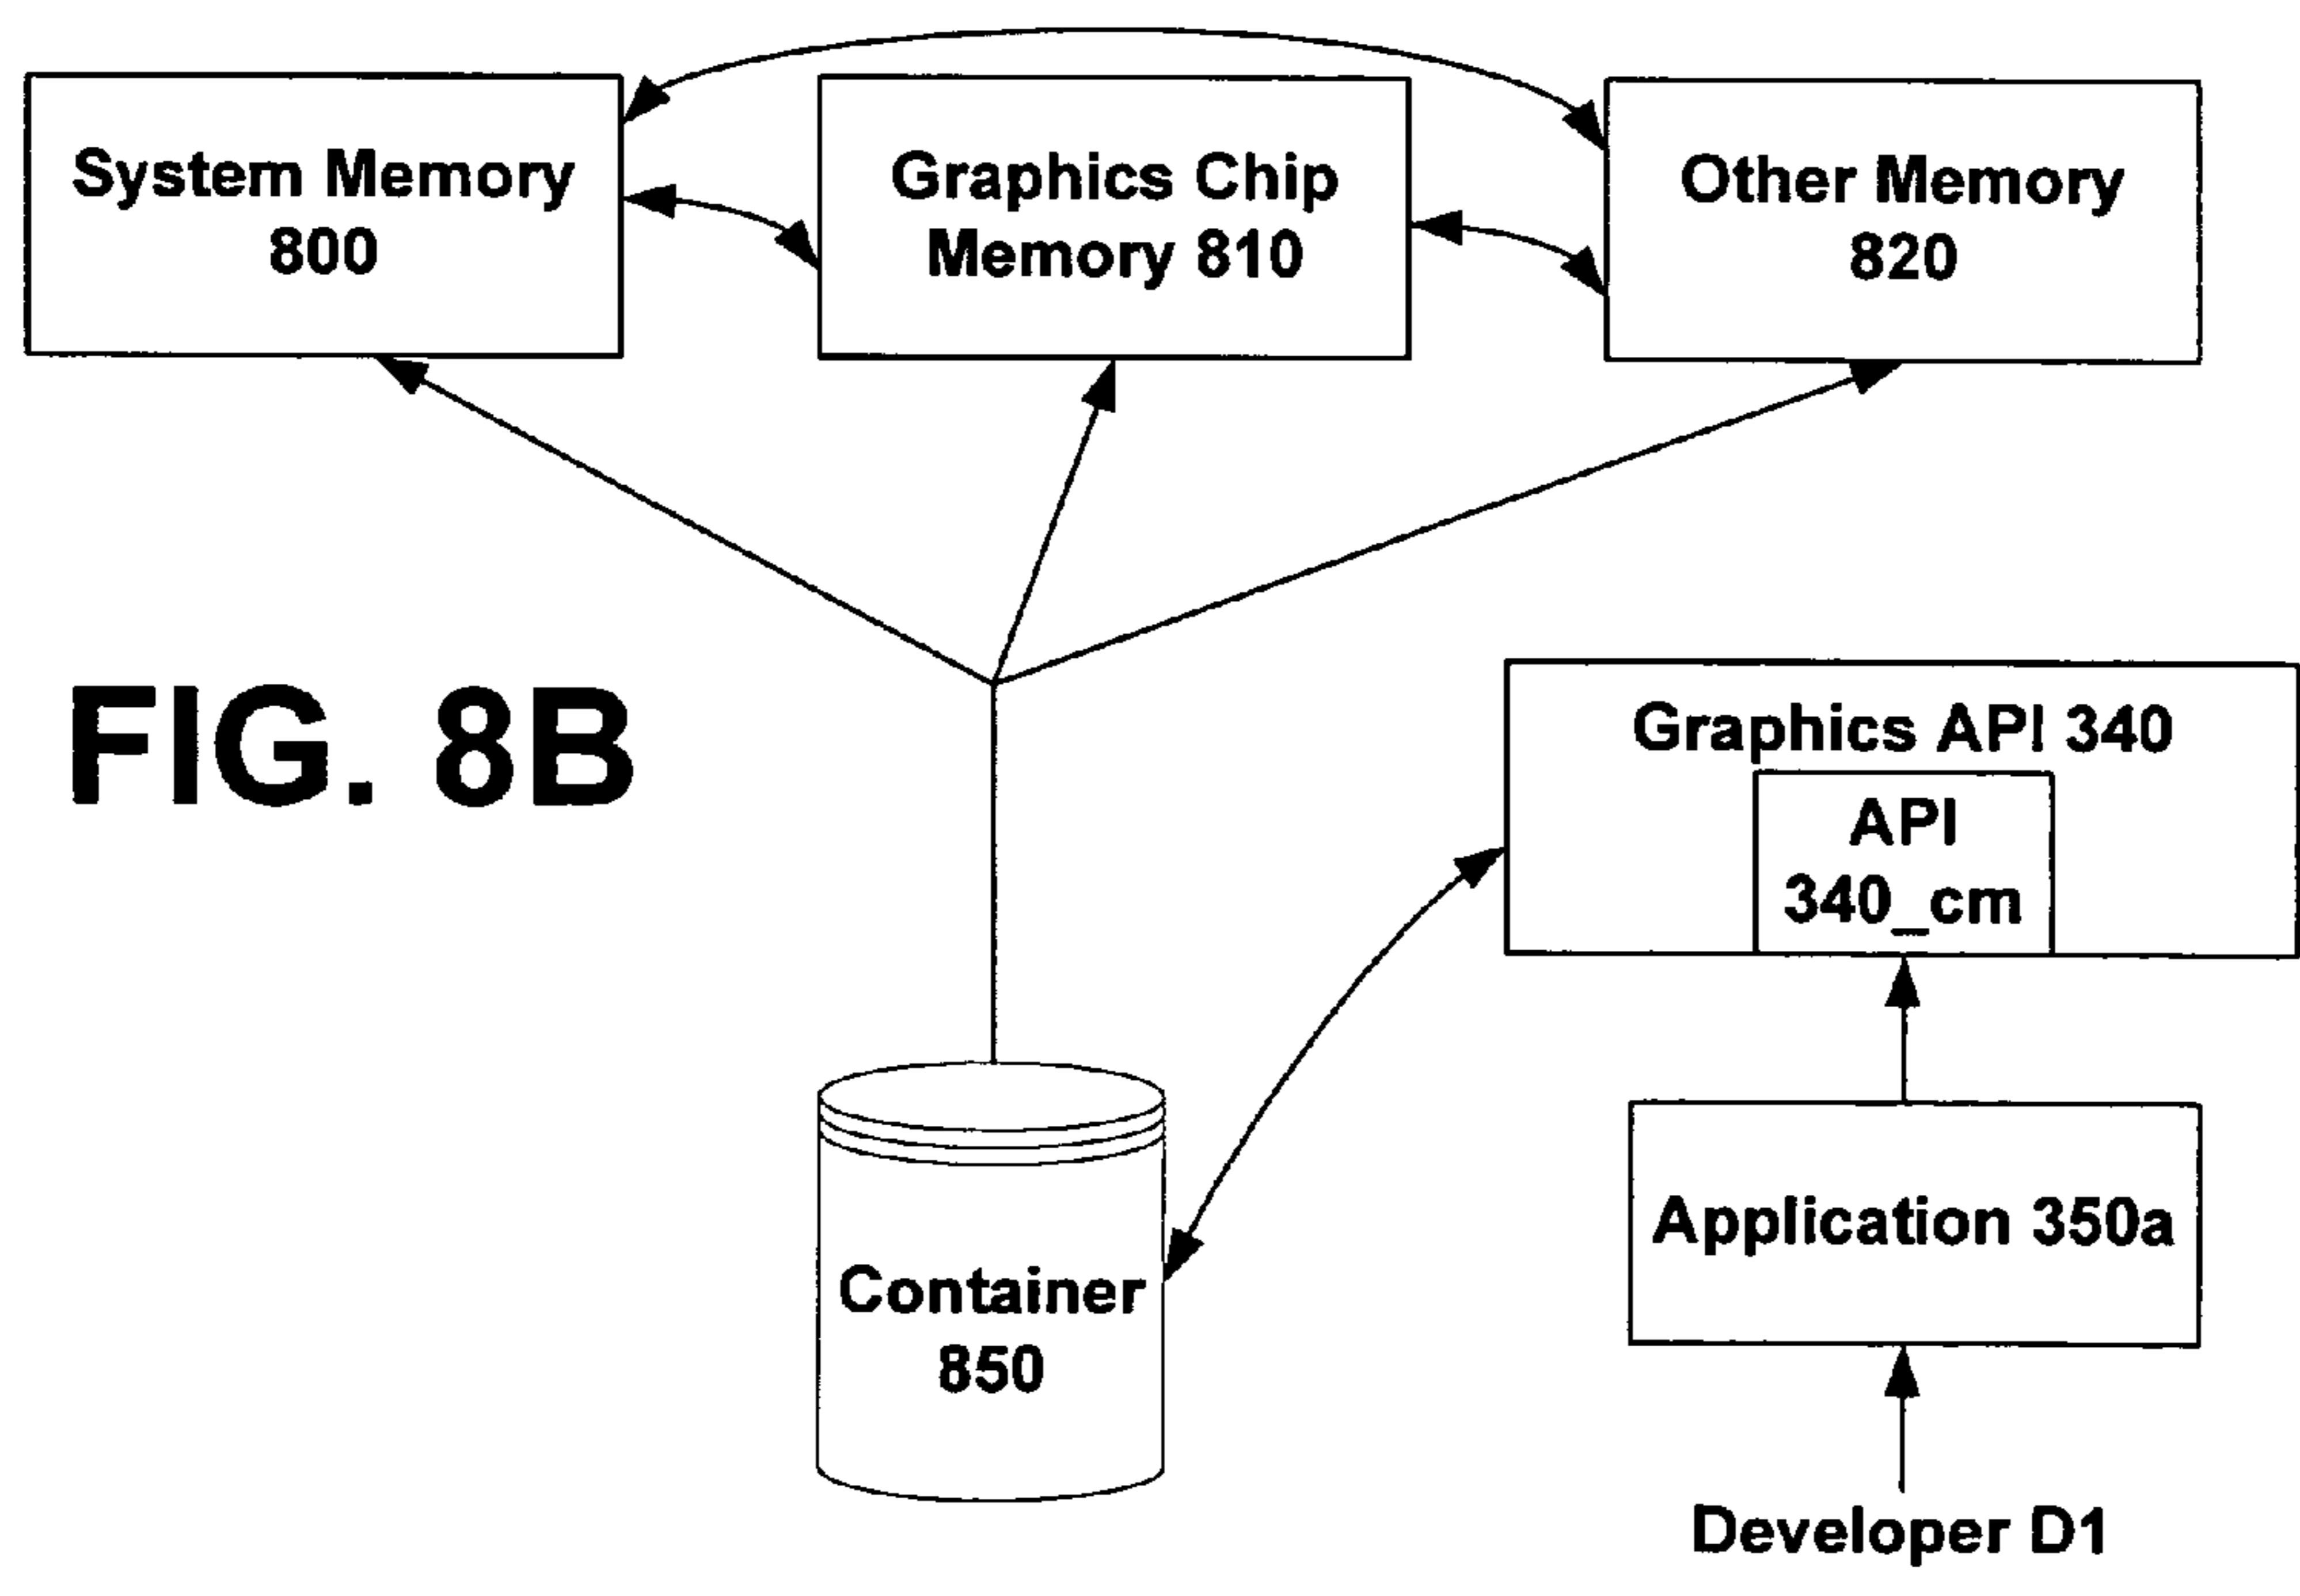 System Memory
800
Graphics Chip
Memory 810
Other Memory
820
FIG. 8B
Graphics API 340
API
340_cm
Application 350a
Container
850
Developer D1